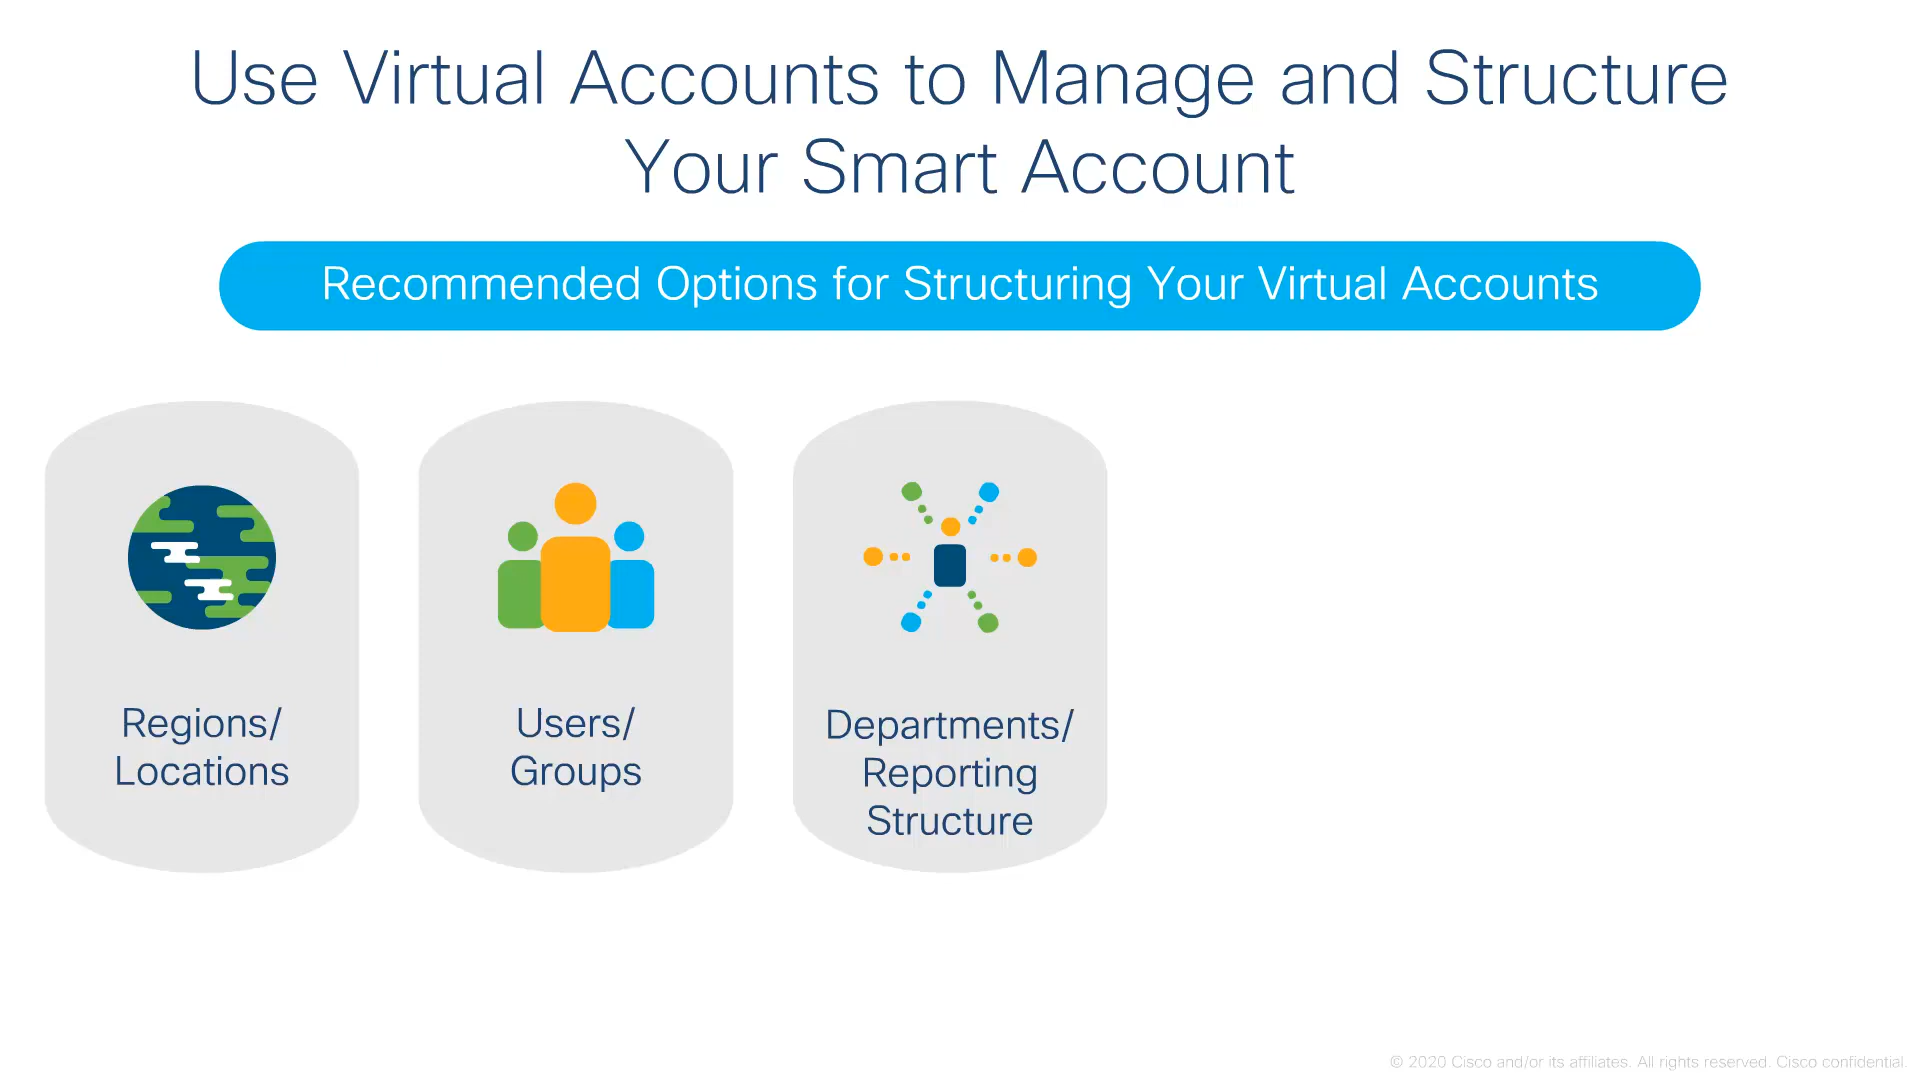 Use Virtual Accounts to Manage and Structure
Your Smart Account
Recommended Options for Structuring Your Virtual Accounts
Regions/
Locations
Users/
Groups
Departments/
Reporting
Structure
© 2020 Cisco and/or its affiliates. All rights reserved. Cisco confidential.